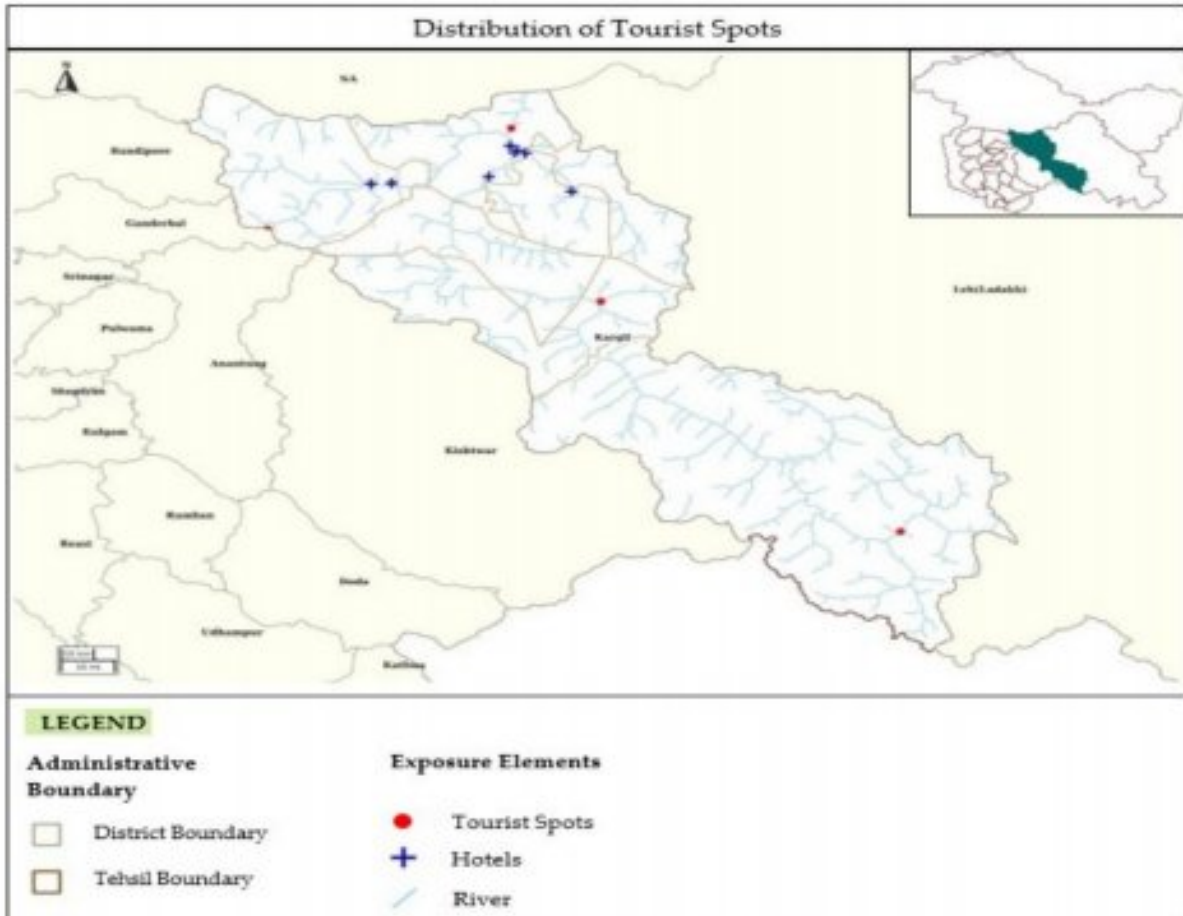 Distribution of Tourist Spots
N
NA
Bandipore
Ganderbal
Srinagar
Leh(Ladakh)
Pulwama
Kargil
Anantnag
Kulgam
Kishtwar
Ramban
Reasi
Doda
Udhampur
Kathua
LEGEND
Administrative
Boundary
District Boundary
Tehsil Boundary
Exposure Elements
Tourist Spots
Hotels
River